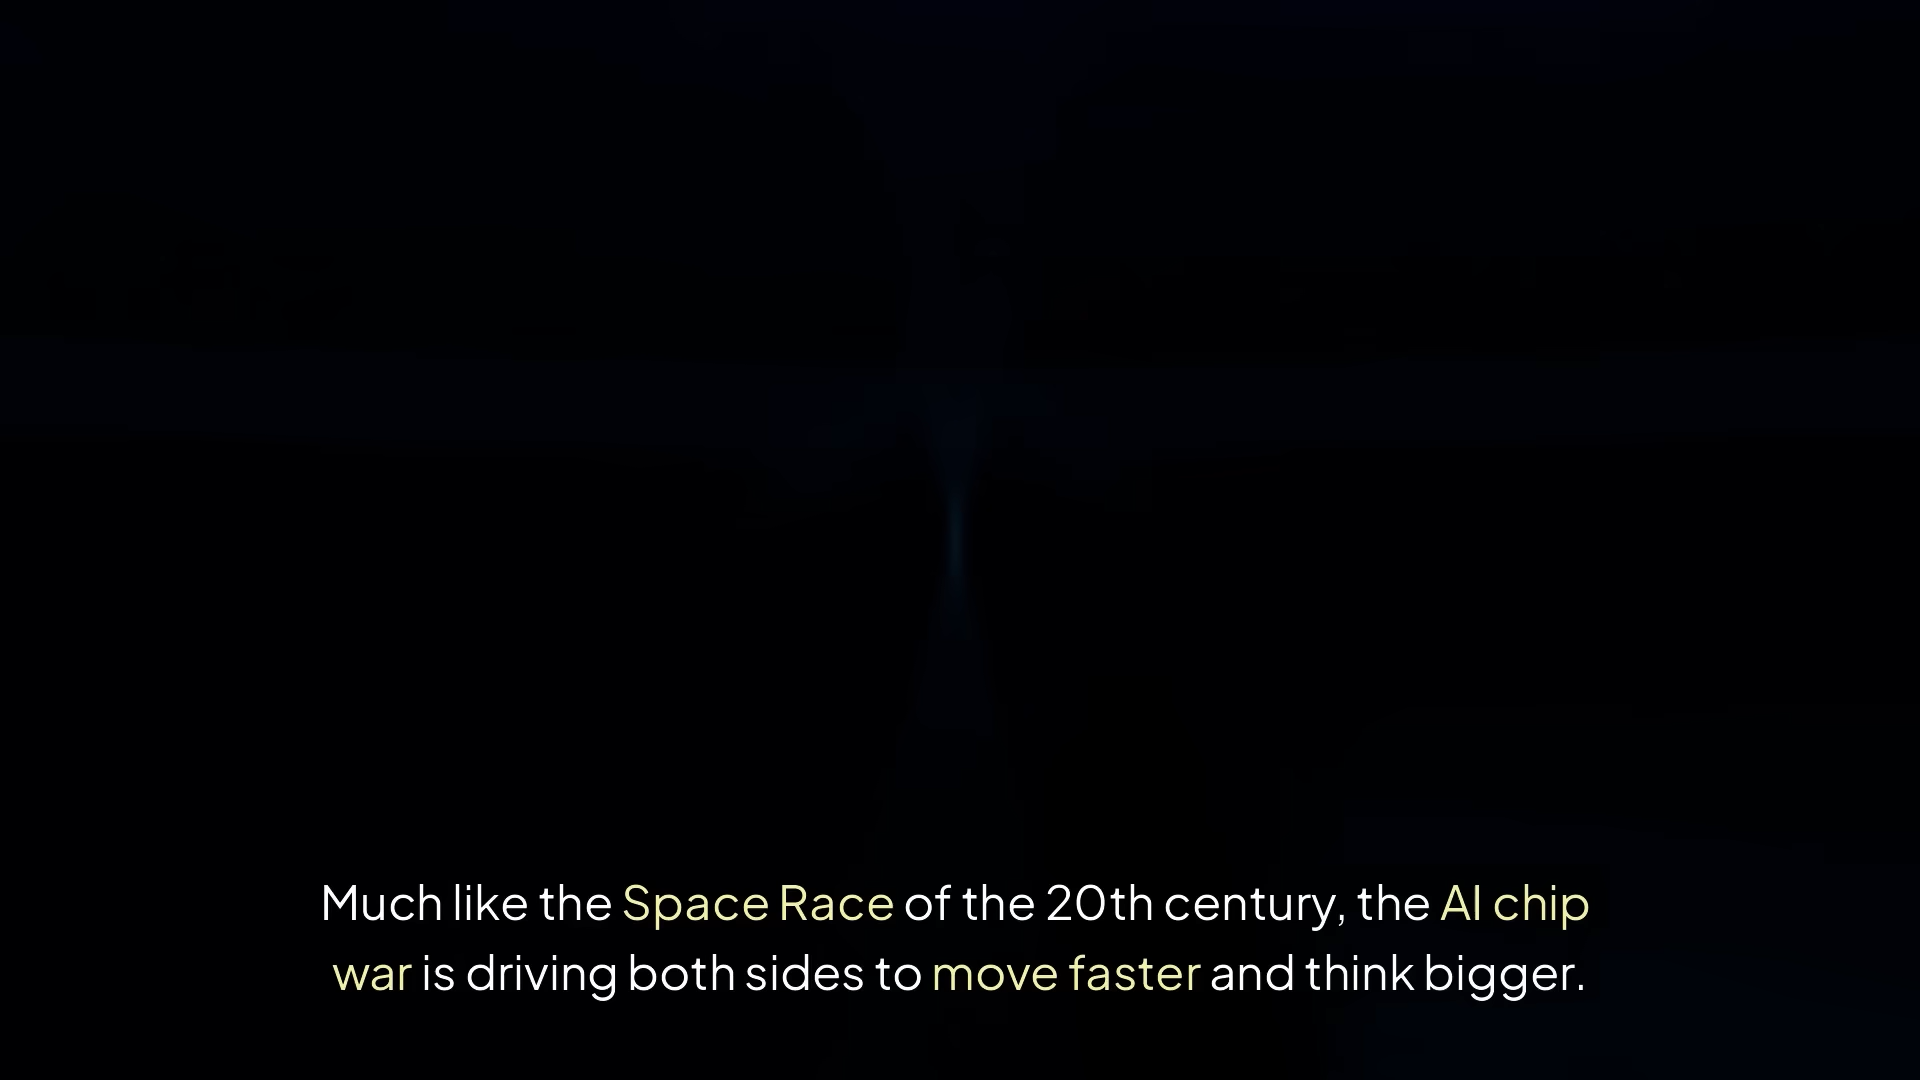 Much like the Space Race of the 20th century, the AI chip
war is driving both sides to move faster and think bigger.